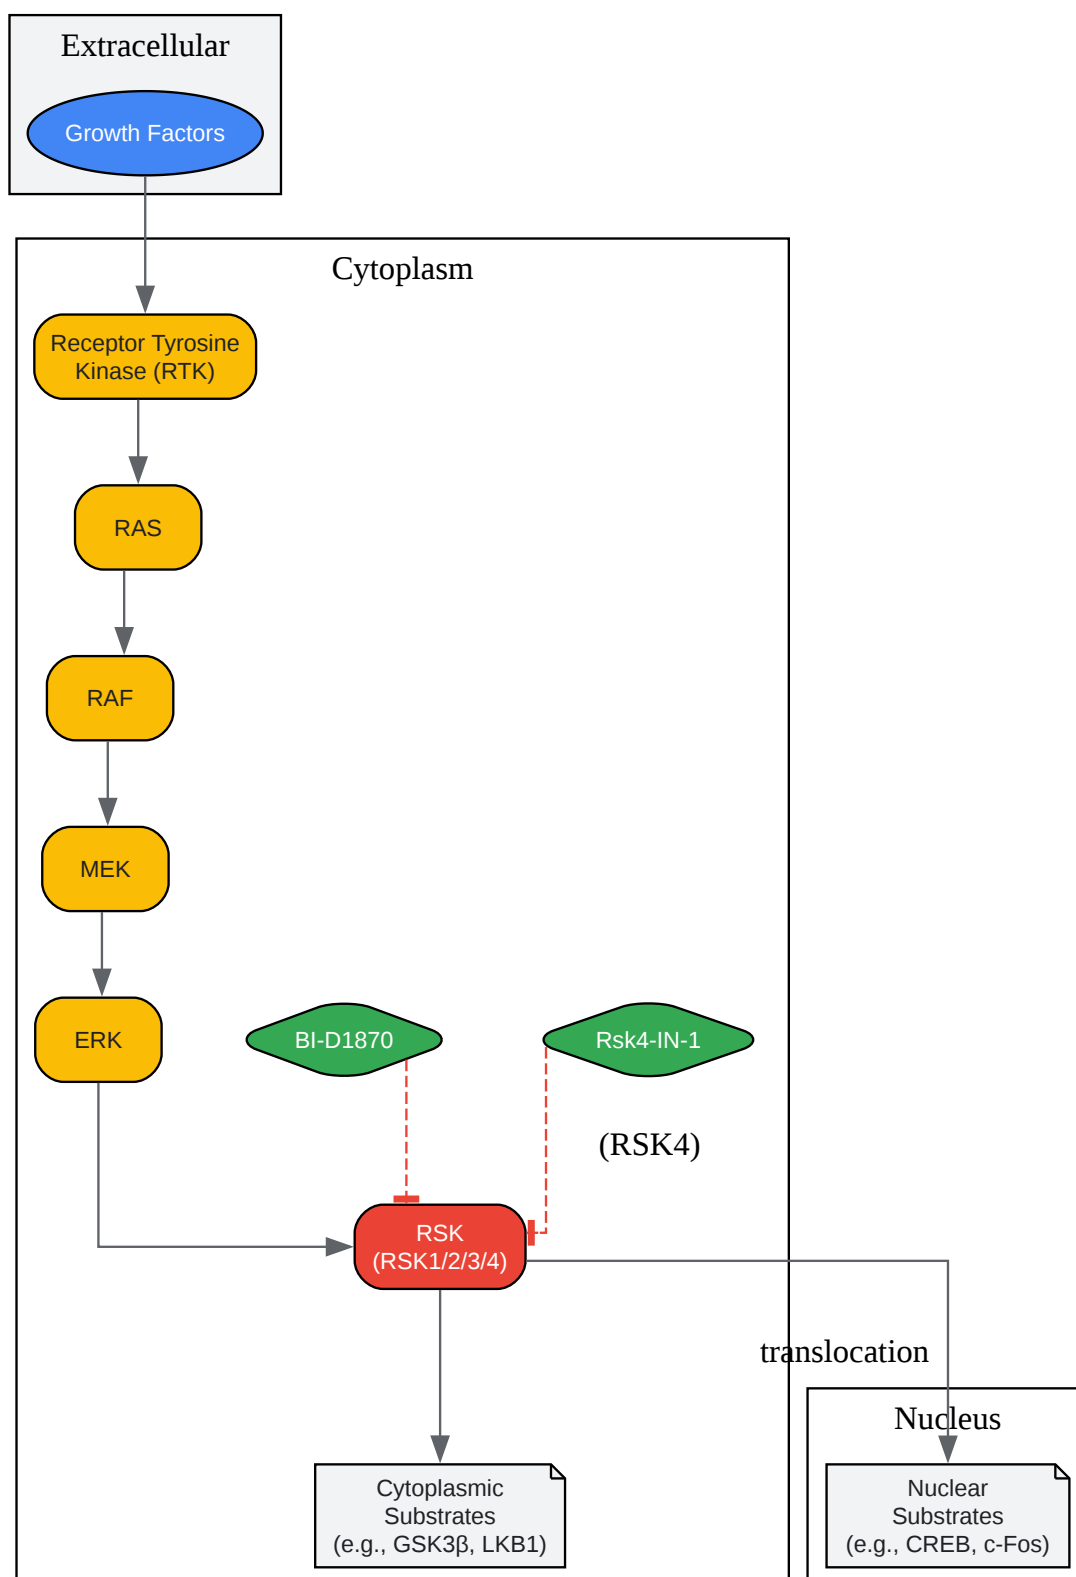 Extracellular
Growth Factors
Cytoplasm
Receptor Tyrosine
Kinase (RTK)
RAS
RAF
MEK
ERK
BI-D1870
Rsk4-IN-1
(RSK4)
RSK
(RSK1/2/3/4)
translocation
Nucleus
Cytoplasmic
Substrates
(e.g., GSK3β, LKB1)
Nuclear
Substrates
(e.g., CREB, c-Fos)